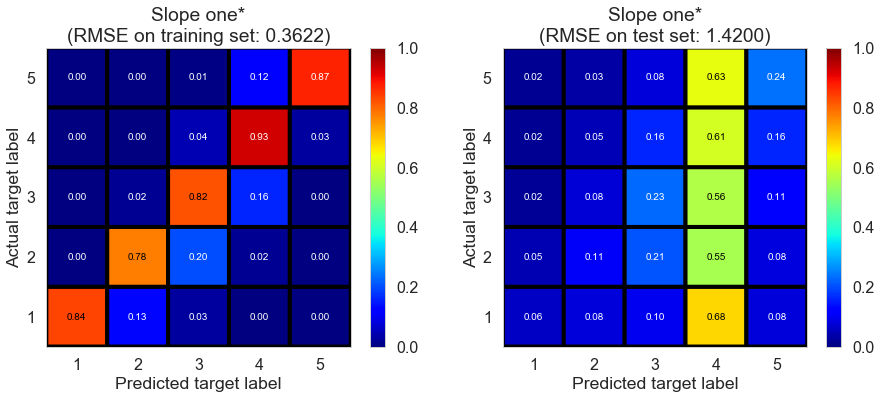 Slope one*
(RMSE on training set: 0.3622)
Actual target label
5 0.00 0.00 0.01 0.12 0.87
4 0.00 0.00 0.04 0.93 0.03
3 0.00 0.02 0.82 0.16 0.00
2 0.00 0.78 0.20 0.02 0.00
1 0.84 0.13 0.03 0.00 0.00
1 2 3 4 5
Predicted target label
1.0
0.8
0.6
0.4
0.2
0.0
Slope one*
(RMSE on test set: 1.4200)
Actual target label
5 0.02 0.03 0.08 0.63 0.24
4 0.02 0.05 0.16 0.61 0.16
3 0.02 0.08 0.23 0.56 0.11
2 0.05 0.11 0.21 0.55 0.08
1 0.06 0.08 0.10 0.68 0.08
1 2 3 4 5
Predicted target label
1.0
0.8
0.6
0.4
0.2
0.0